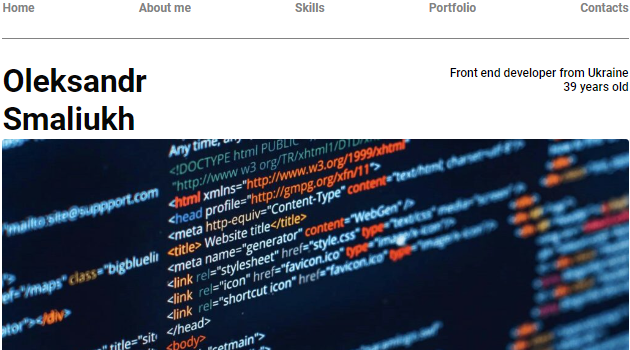 Home About me Skills Portfolio Contacts
Oleksandr
Smaliukh
Front end developer from Ukraine
39 years old
Any time, any
<!DOCTYPE html PUBLIC
"http://www.w3.org/TR/xhtml1/DTD/xhtml
<html xmlns="http://www.w3.org/1999/xhtml"
<head profile="http://gmpg.org/xfn/11">
<meta http-equiv="Content-Type" content="text/html; charset=utf-8
<title> Website title</title>
<meta name="generator" content="WebGen" />
<link rel="stylesheet" href="style.css" type="text/css" media="screen"
<link rel="icon" href="favicon.ico" type="image/x-icon"
<link rel="shortcut icon" href="favicon.ico" type="image/x-icon"
</head>
<body>
"mailto:site@support.com
"/maps" class="bigbluelin
</div>
title="site